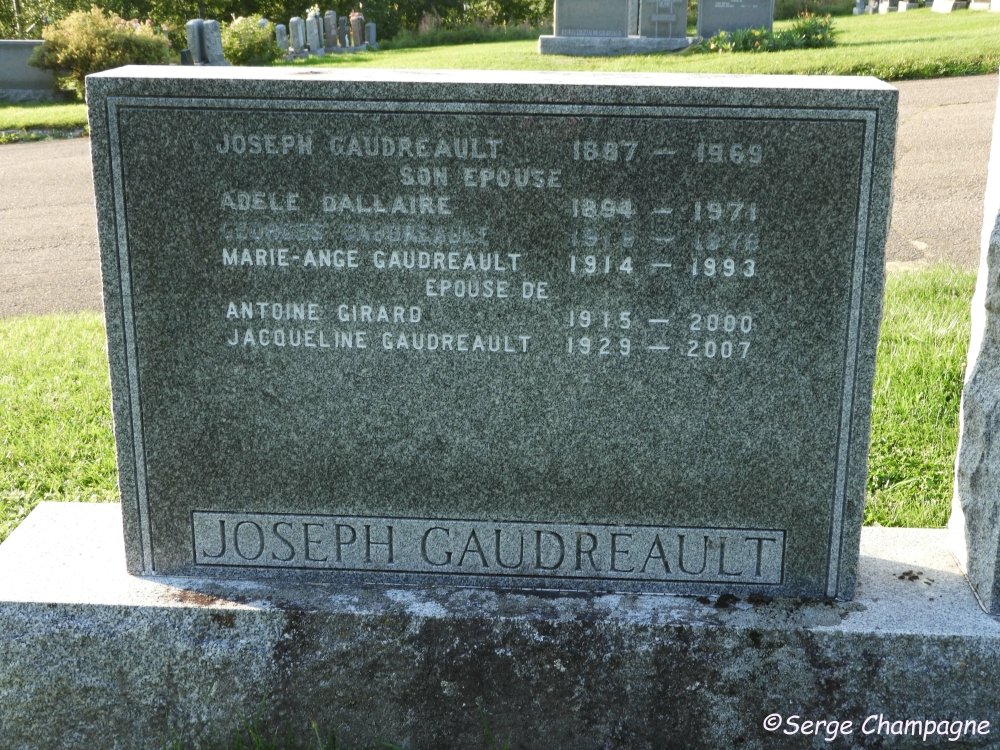 JOSEPH GAUDREAULT 1887 – 1969
SON EPOUSE
ADELE DALLAIRE 1894 – 1971
GAUDREAULT
MARIE-ANGE GAUDREAULT 1914 – 1993
EPOUSE DE
ANTOINE GIRARD 1915 – 2000
JACQUELINE GAUDREAULT 1929 – 2007
JOSEPH GAUDREAULT
©Serge Champagne